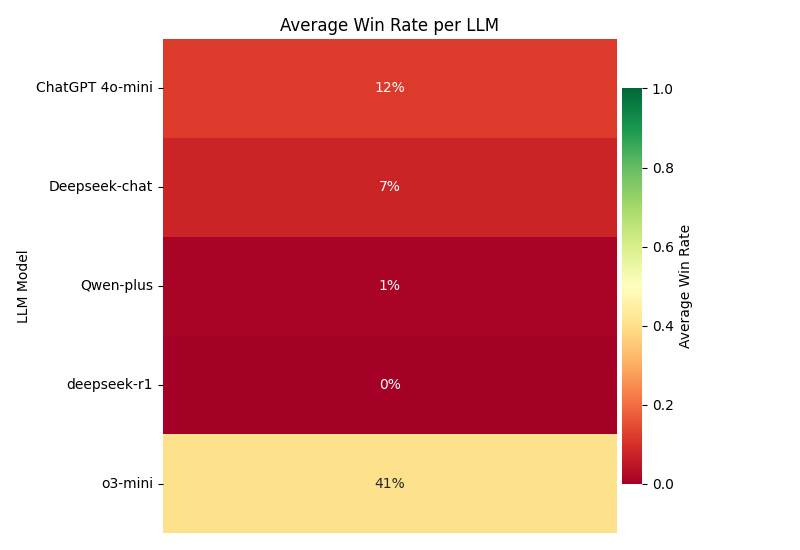 Average Win Rate per LLM
ChatGPT 4o-mini
12%
Deepseek-chat
7%
Qwen-plus
1%
deepseek-r1
0%
o3-mini
41%
LLM Model
1.0
0.8
0.6
0.4
0.2
0.0
Average Win Rate